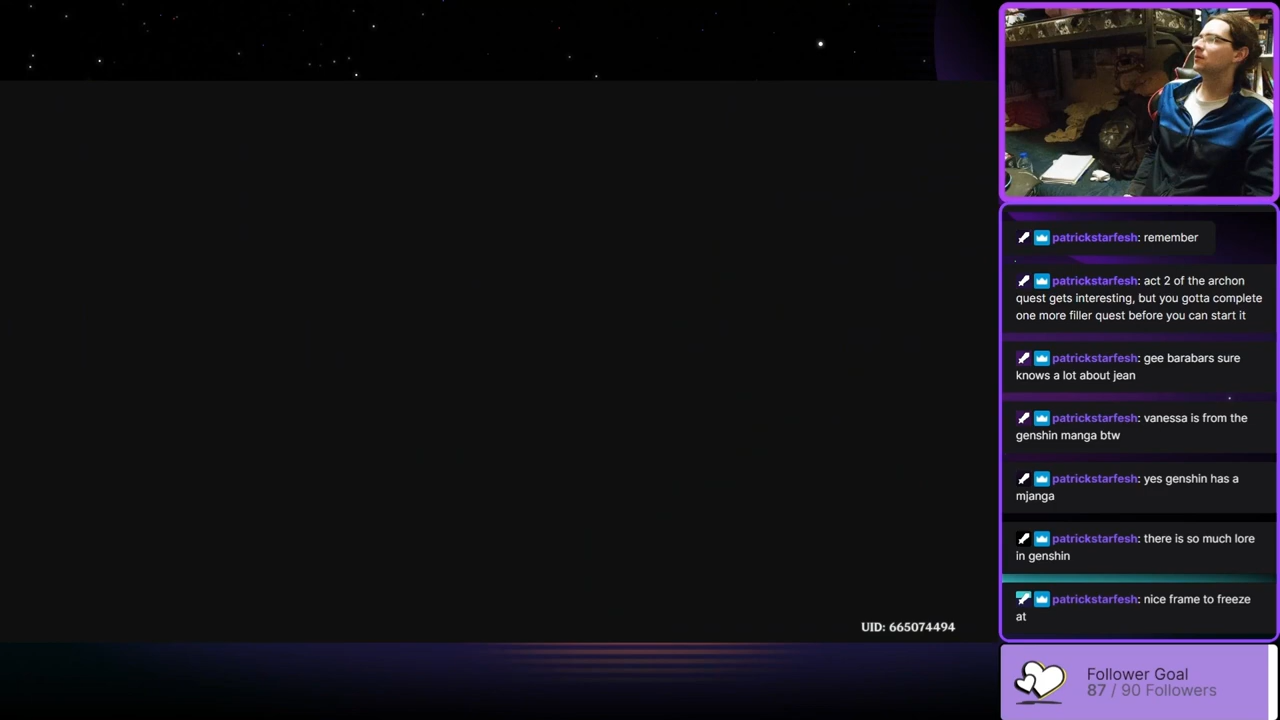 patrickstarfesh: remember
patrickstarfesh: act 2 of the archon
quest gets interesting, but you gotta complete
one more filler quest before you can start it
patrickstarfesh: gee barabars sure
knows a lot about jean
patrickstarfesh: vanessa is from the
genshin manga btw
patrickstarfesh: yes genshin has a
mjanga
patrickstarfesh: there is so much lore
in genshin
patrickstarfesh: nice frame to freeze
at
UID: 665074494
Follower Goal
87 / 90 Followers